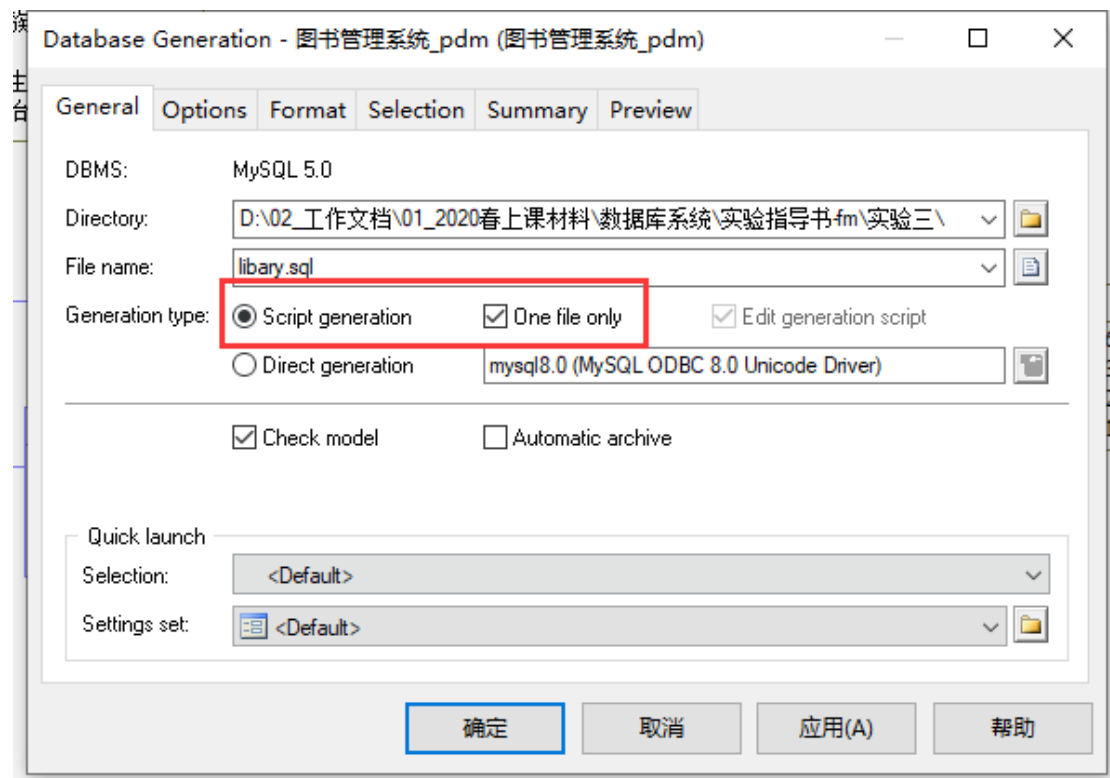 Database Generation - 图书管理系统_pdm (图书管理系统_pdm)
General Options Format Selection Summary Preview
DBMS: MySQL 5.0
Directory: D:\02_工作文档\01_2020春上课材料\数据库系统\实验指导书-fm\实验三\
File name: libary.sql
Generation type: Script generation One file only Edit generation script
Direct generation mysql8.0 (MySQL ODBC 8.0 Unicode Driver)
Check model Automatic archive
Quick launch
Selection: <Default>
Settings set: <Default>
确定 取消 应用(A) 帮助